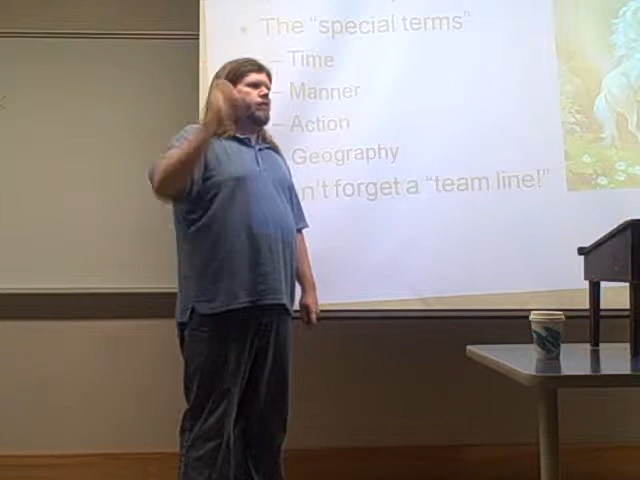 The “special terms”
– Time
– Manner
– Action
Geography
n't forget a “team line!”